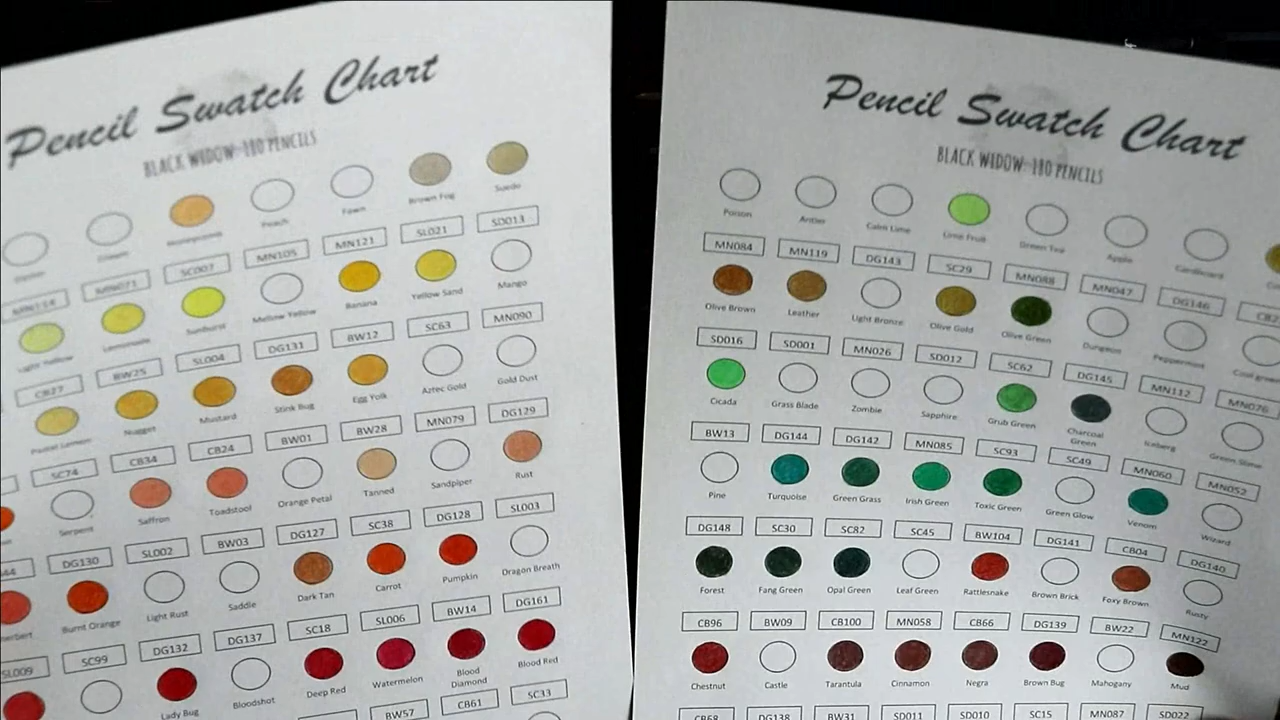 Pencil Swatch Chart
BLACK WIDOW: 180 PENCILS
Honeycomb Peach Fawn Brown Fog Suede
MN114 MN071 SC007 MN105 MN121 SL021 SD013
Light Yellow Lemonade Sunburst Mellow Yellow Banana Yellow Sand Mango
CB27 BW25 SL004 DG131 BW12 SC63 MN090
Pastel Lemon Nugget Mustard Stink Bug Egg Yolk Aztec Gold Gold Dust
SC74 CB34 CB24 BW01 BW28 MN079 DG129
Serpent Saffron Toadstool Orange Petal Tanned Sandpiper Rust
DG130 SL002 BW03 DG127 SC38 DG128 SL003
Burnt Orange Light Rust Saddle Dark Tan Carrot Pumpkin Dragon Breath
SL009 SC99 DG132 DG137 SC18 SL006 BW14 DG161
Lady Bug Bloodshot Deep Red Watermelon Blood Diamond Blood Red
BW57 CB61 SC33
Pencil Swatch Chart
BLACK WIDOW: 180 PENCILS
Poison Antler Calm Lime Lime Fruit Green Tea Apple Cardboard
MN084 MN119 DG143 SC29 MN088 MN047 DG146
Olive Brown Leather Light Bronze Olive Gold Olive Green Dungeon Peppermint
SD016 SD001 MN026 SD012 SC62 DG145 MN112 MN076
Cicada Grass Blade Zombie Sapphire Grub Green Charcoal Green Iceberg Green Slime
BW13 DG144 DG142 MN085 SC93 SC49 MN060 MN052
Pine Turquoise Green Grass Irish Green Toxic Green Green Glow Venom Wizard
DG148 SC30 SC82 SC45 BW104 DG141 CB04 DG140
Forest Fang Green Opal Green Leaf Green Rattlesnake Brown Brick Foxy Brown Rusty
CB96 BW09 CB100 MN058 CB66 DG139 BW22 MN122
Chestnut Castle Tarantula Cinnamon Negra Brown Bug Mahogany Mud
CB68 DG138 BW31 SD011 SD010 SC15 MN087 SD022